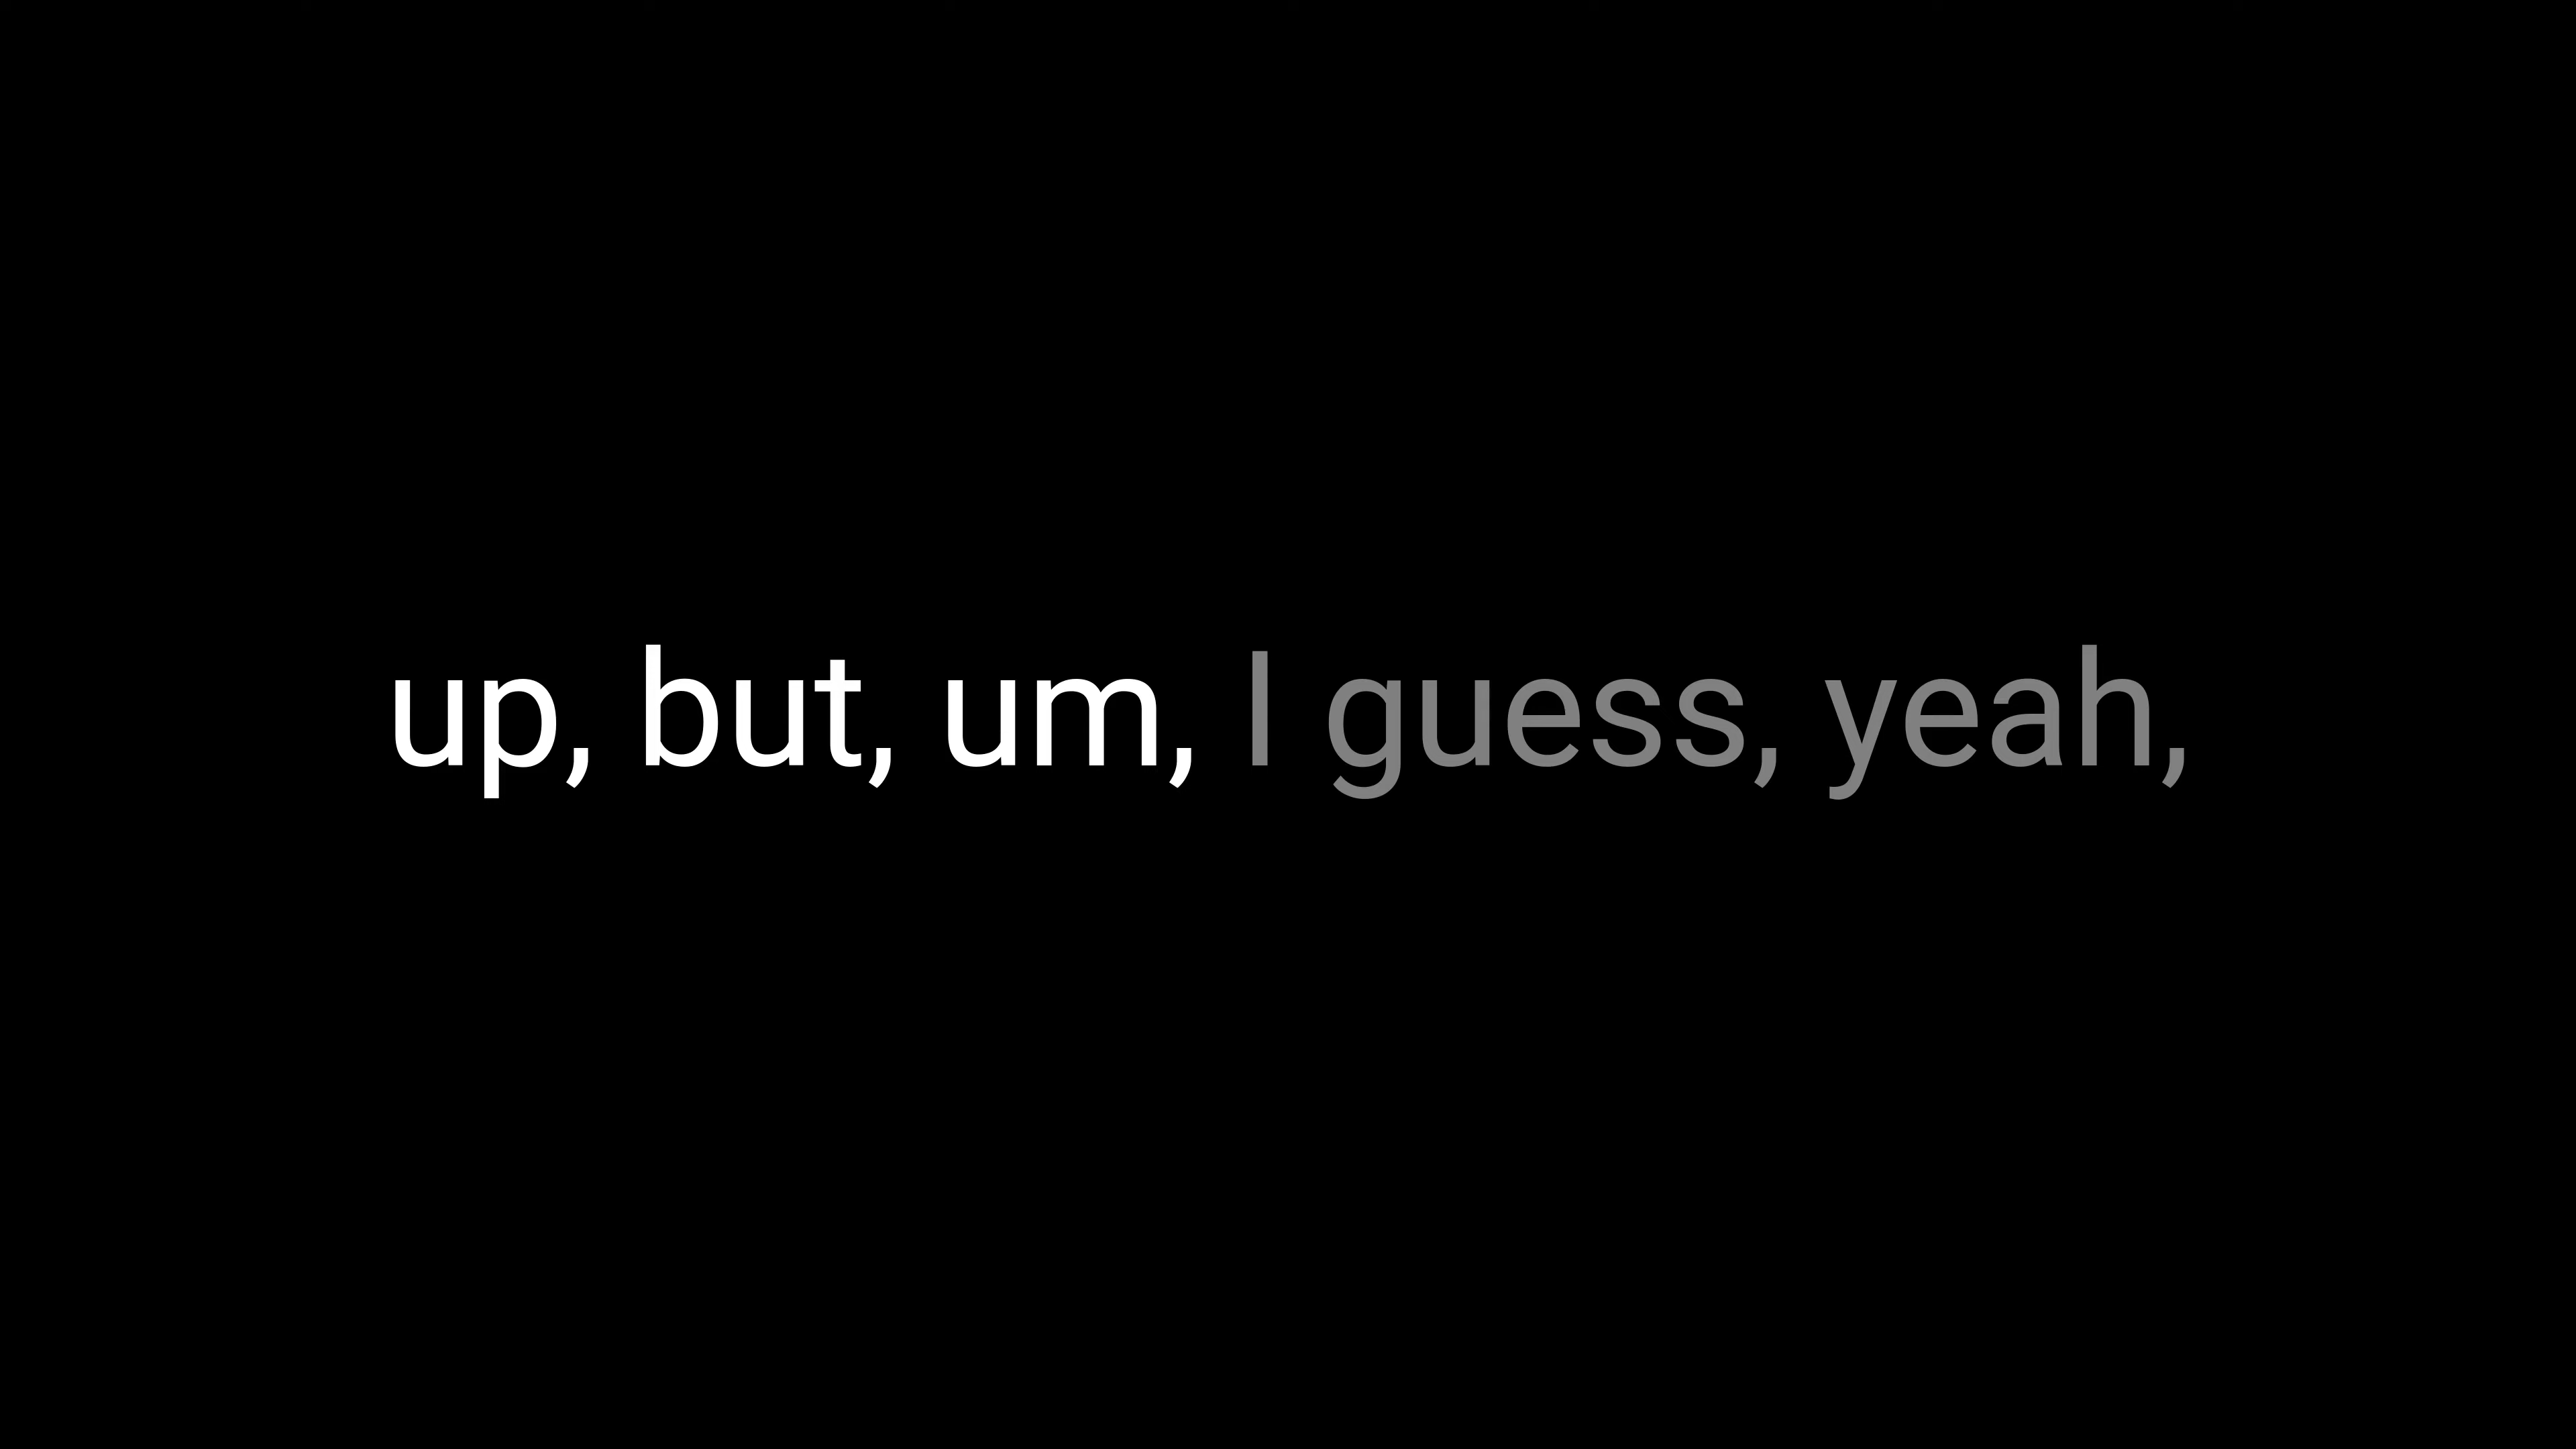 up, but, um, I guess, yeah,